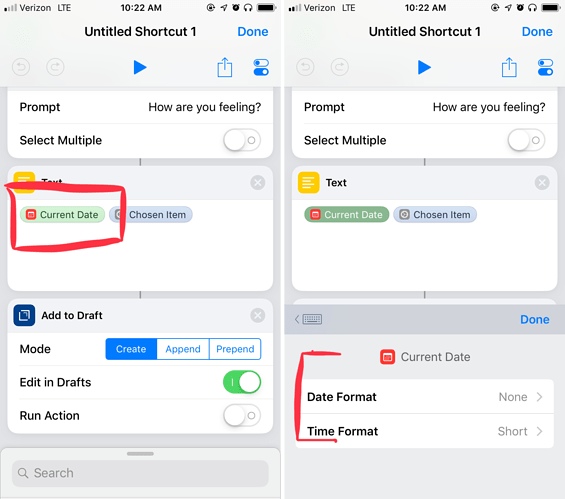 Verizon LTE 10:22 AM
Untitled Shortcut 1 Done
Prompt How are you feeling?
Select Multiple
Text
Current Date Chosen Item
Add to Draft
Mode Create Append Prepend
Edit in Drafts
Run Action
Search
Verizon LTE 10:22 AM
Untitled Shortcut 1 Done
Prompt How are you feeling?
Select Multiple
Text
Current Date Chosen Item
Done
Current Date
Date Format None
Time Format Short